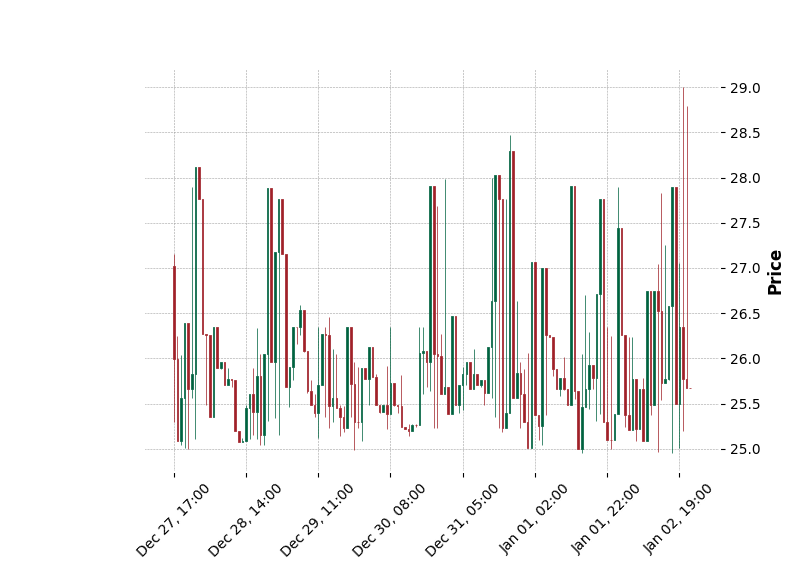 29.0
28.5
28.0
27.5
27.0
26.5
26.0
25.5
25.0
Price
Dec 27, 17:00
Dec 28, 14:00
Dec 29, 11:00
Dec 30, 08:00
Dec 31, 05:00
Jan 01, 02:00
Jan 01, 22:00
Jan 02, 19:00